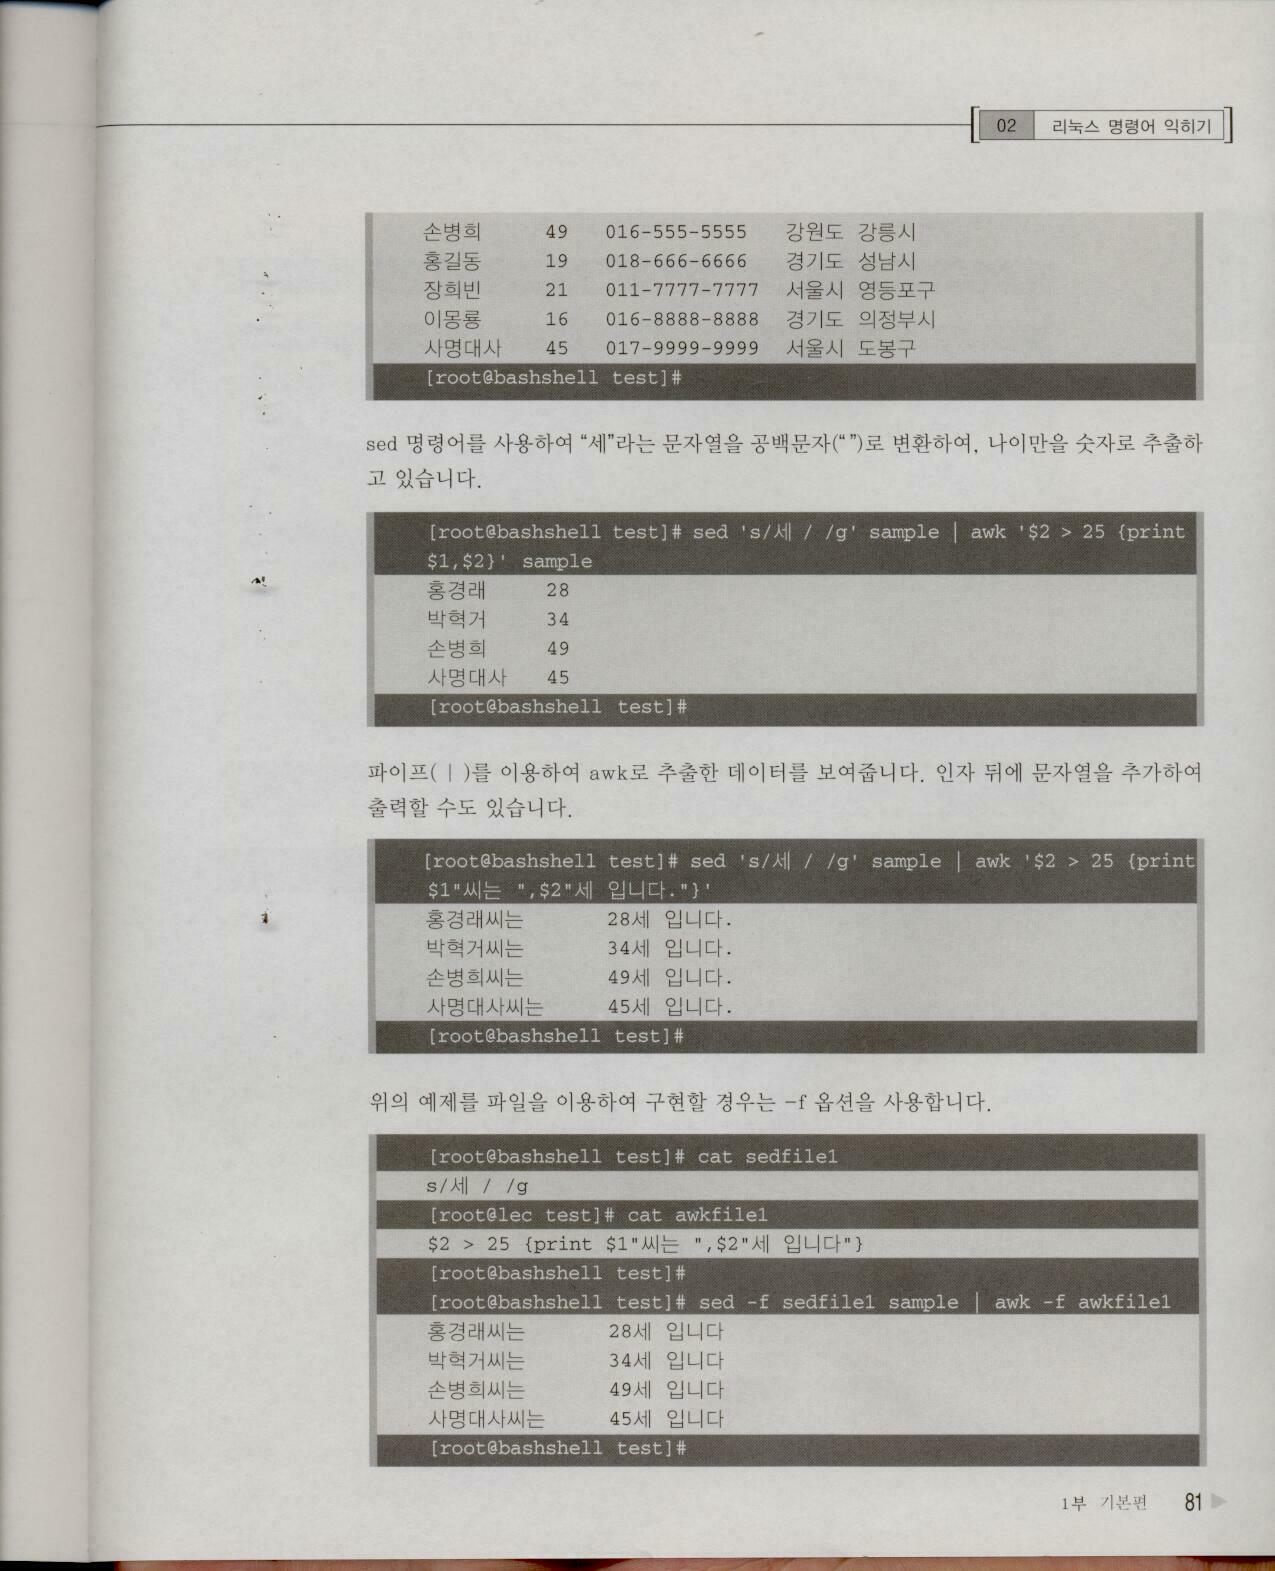 02 리눅스 명령어 익히기
손병희 49 016-555-5555 강원도 강릉시
홍길동 19 018-666-6666 경기도 성남시
장희빈 21 011-7777-7777 서울시 영등포구
이몽룡 16 016-8888-8888 경기도 의정부시
사명대사 45 017-9999-9999 서울시 도봉구
[root@bashshell test]#
sed 명령어를 사용하여 “세”라는 문자열을 공백문자(“ ”)로 변환하여, 나이만을 숫자로 추출하
고 있습니다.
[root@bashshell test]# sed 's/세 / /g' sample | awk '$2 > 25 {print
$1,$2}' sample
홍경래 28
박혁거 34
손병희 49
사명대사 45
[root@bashshell test]#
파이프( | )를 이용하여 awk로 추출한 데이터를 보여줍니다. 인자 뒤에 문자열을 추가하여
출력할 수도 있습니다.
[root@bashshell test]# sed 's/세 / /g' sample | awk '$2 > 25 {print
$1"씨는 ",$2"세 입니다."}'
홍경래씨는 28세 입니다.
박혁거씨는 34세 입니다.
손병희씨는 49세 입니다.
사명대사씨는 45세 입니다.
[root@bashshell test]#
위의 예제를 파일을 이용하여 구현할 경우는 -f 옵션을 사용합니다.
[root@bashshell test]# cat sedfile1
s/세 / /g
[root@lec test]# cat awkfile1
$2 > 25 {print $1"씨는 ",$2"세 입니다"}
[root@bashshell test]#
[root@bashshell test]# sed -f sedfile1 sample | awk -f awkfile1
홍경래씨는 28세 입니다
박혁거씨는 34세 입니다
손병희씨는 49세 입니다
사명대사씨는 45세 입니다
[root@bashshell test]#
1부 기본편 81